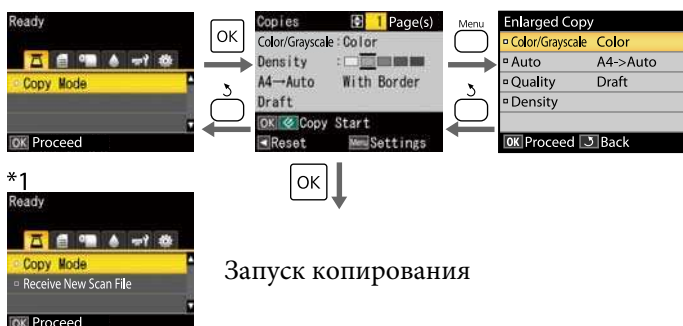 Ready
Copy Mode
OK Proceed
OK
Copies 1 Page(s)
Color/Grayscale : Color
Density :
A4→Auto With Border
Draft
OK Copy Start
Reset Menu Settings
Menu
Enlarged Copy
Color/Grayscale Color
Auto A4->Auto
Quality Draft
Density
OK Proceed Back
OK
*1
Ready
Copy Mode
Receive New Scan File
OK Proceed
Запуск копирования